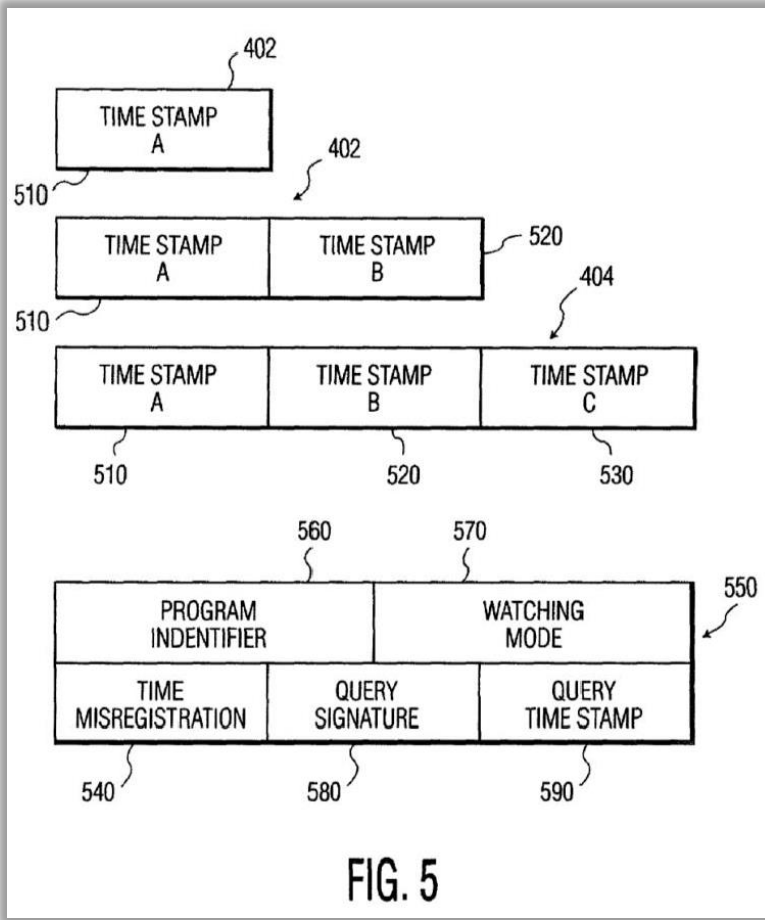 402
TIME STAMP
A
510
402
TIME STAMP
A
TIME STAMP
B
520
510
404
TIME STAMP
A
TIME STAMP
B
TIME STAMP
C
510
520
530
560
570
PROGRAM
INDENTIFIER
WATCHING
MODE
550
TIME
MISREGISTRATION
QUERY
SIGNATURE
QUERY
TIME STAMP
540
580
590
FIG. 5